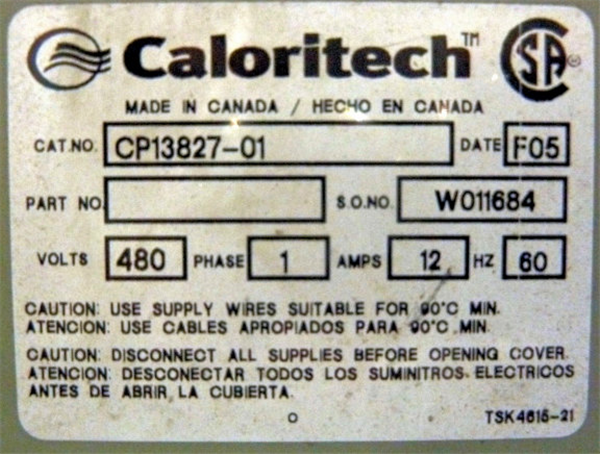 Caloritech™ CSA®
MADE IN CANADA / HECHO EN CANADA
CAT.NO. CP13827-01 DATE F05
PART NO. S.O.NO. W011684
VOLTS 480 PHASE 1 AMPS 12 HZ 60
CAUTION: USE SUPPLY WIRES SUITABLE FOR 90°C MIN.
ATENCION: USE CABLES APROPIADOS PARA 90°C MIN.
CAUTION: DISCONNECT ALL SUPPLIES BEFORE OPENING COVER.
ATENCION: DESCONECTAR TODOS LOS SUMINITROS ELECTRICOS
ANTES DE ABRIR LA CUBIERTA.
TSK4615-21